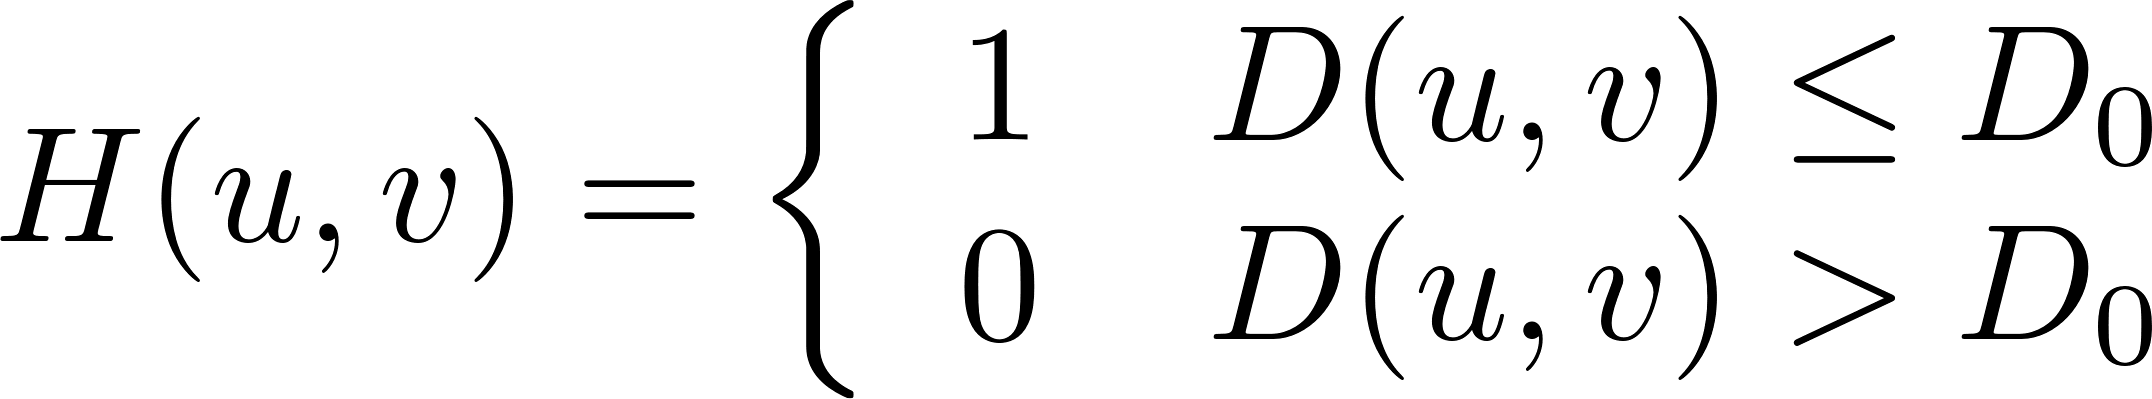 H(u, v) = { 1 D(u, v) ≤ D₀
0 D(u, v) > D₀